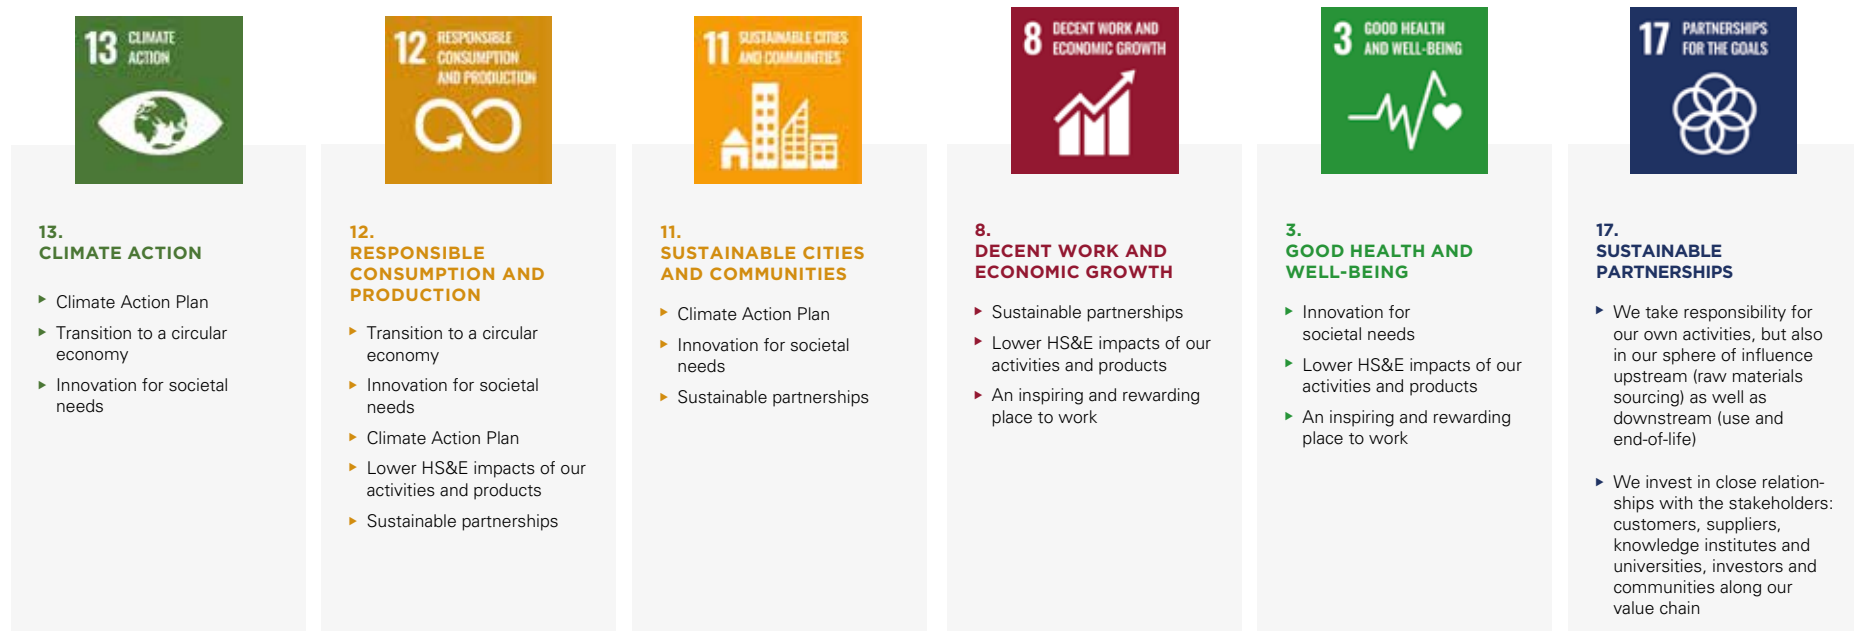 13 CLIMATE
ACTION
13.
CLIMATE ACTION
Climate Action Plan
Transition to a circular
economy
Innovation for societal
needs
12 RESPONSIBLE
CONSUMPTION
AND PRODUCTION
12.
RESPONSIBLE
CONSUMPTION AND
PRODUCTION
Transition to a circular
economy
Innovation for societal
needs
Climate Action Plan
Lower HS&E impacts of our
activities and products
Sustainable partnerships
11 SUSTAINABLE CITIES
AND COMMUNITIES
11.
SUSTAINABLE CITIES
AND COMMUNITIES
Climate Action Plan
Innovation for societal
needs
Sustainable partnerships
8 DECENT WORK AND
ECONOMIC GROWTH
8.
DECENT WORK AND
ECONOMIC GROWTH
Sustainable partnerships
Lower HS&E impacts of our
activities and products
An inspiring and rewarding
place to work
3 GOOD HEALTH
AND WELL-BEING
3.
GOOD HEALTH AND
WELL-BEING
Innovation for
societal needs
Lower HS&E impacts of our
activities and products
An inspiring and rewarding
place to work
17 PARTNERSHIPS
FOR THE GOALS
17.
SUSTAINABLE
PARTNERSHIPS
We take responsibility for
our own activities, but also
in our sphere of influence
upstream (raw materials
sourcing) as well as
downstream (use and
end-of-life)
We invest in close relation-
ships with the stakeholders:
customers, suppliers,
knowledge institutes and
universities, investors and
communities along our
value chain